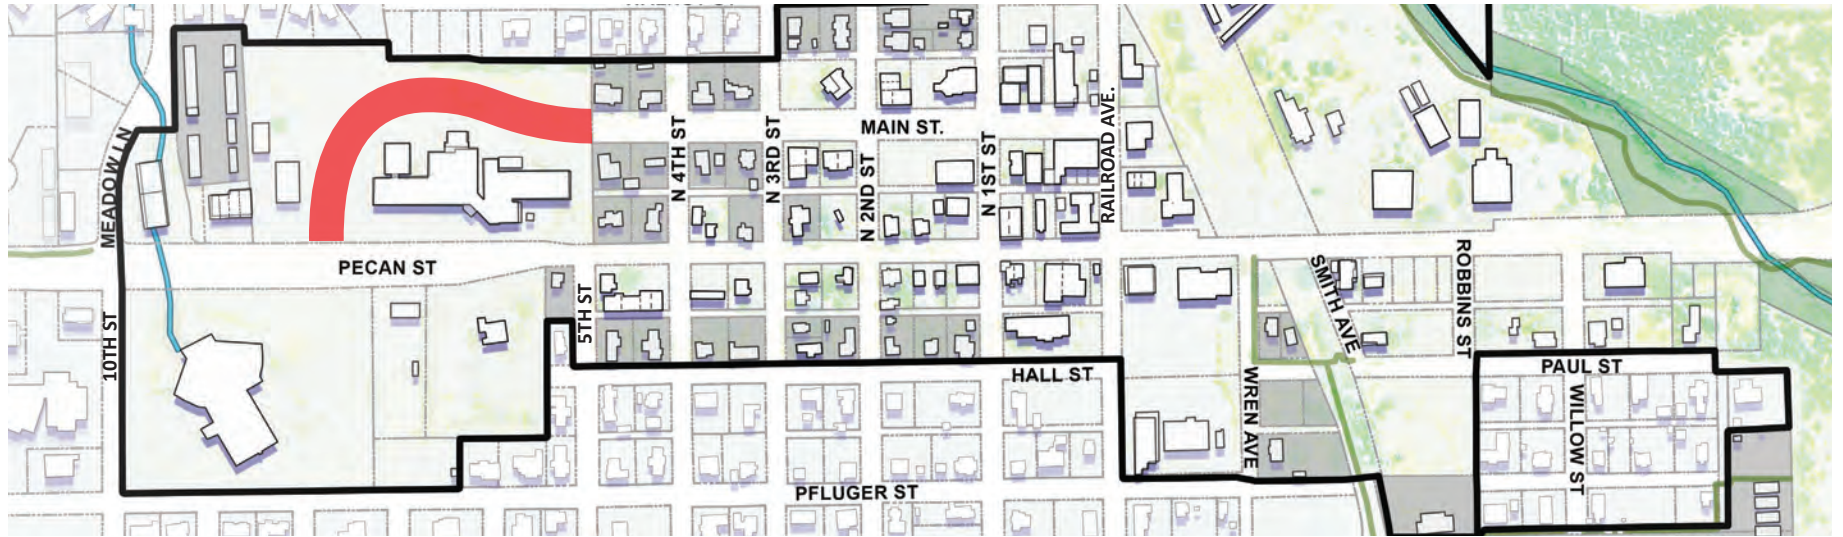 MAIN ST.
MEADOW LN
N 4TH ST
N 3RD ST
N 2ND ST
N 1ST ST
RAILROAD AVE.
PECAN ST
10TH ST
5TH ST
SMITH AVE
ROBBINS ST
HALL ST
PAUL ST
WREN AVE
WILLOW ST
PFLUGER ST